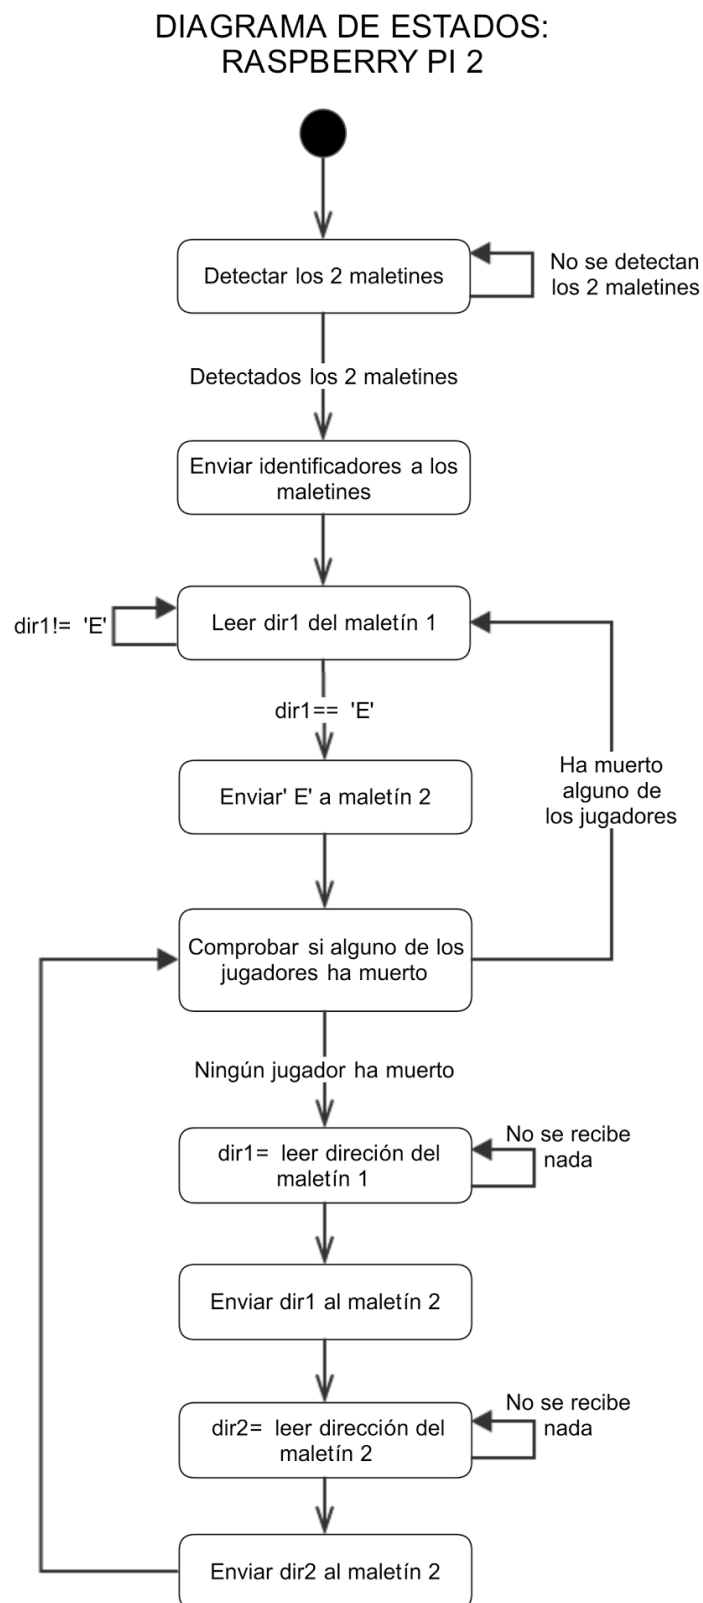 DIAGRAMA DE ESTADOS:
RASPBERRY PI 2
Detectar los 2 maletines
No se detectan
los 2 maletines
Detectados los 2 maletines
Enviar identificadores a los
maletines
dir1!= 'E'
Leer dir1 del maletín 1
dir1== 'E'
Enviar' E' a maletín 2
Ha muerto
alguno de
los jugadores
Comprobar si alguno de los
jugadores ha muerto
Ningún jugador ha muerto
dir1= leer direción del
maletín 1
No se recibe
nada
Enviar dir1 al maletín 2
dir2= leer dirección del
maletín 2
No se recibe
nada
Enviar dir2 al maletín 2